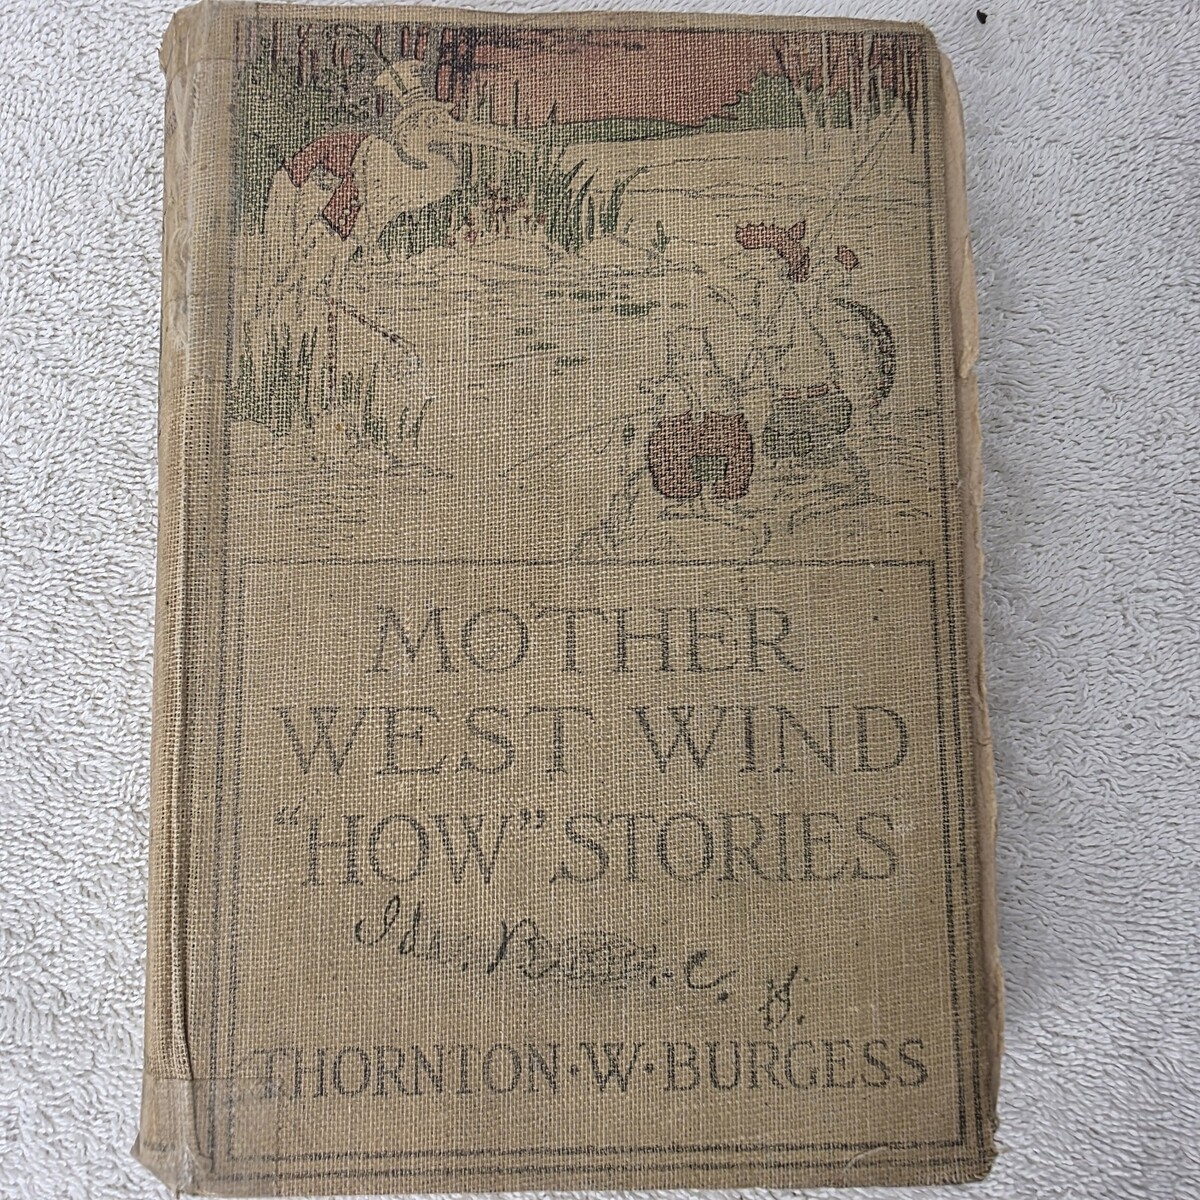 MOTHER
WEST WIND
"HOW" STORIES
THORNTON·W·BURGESS